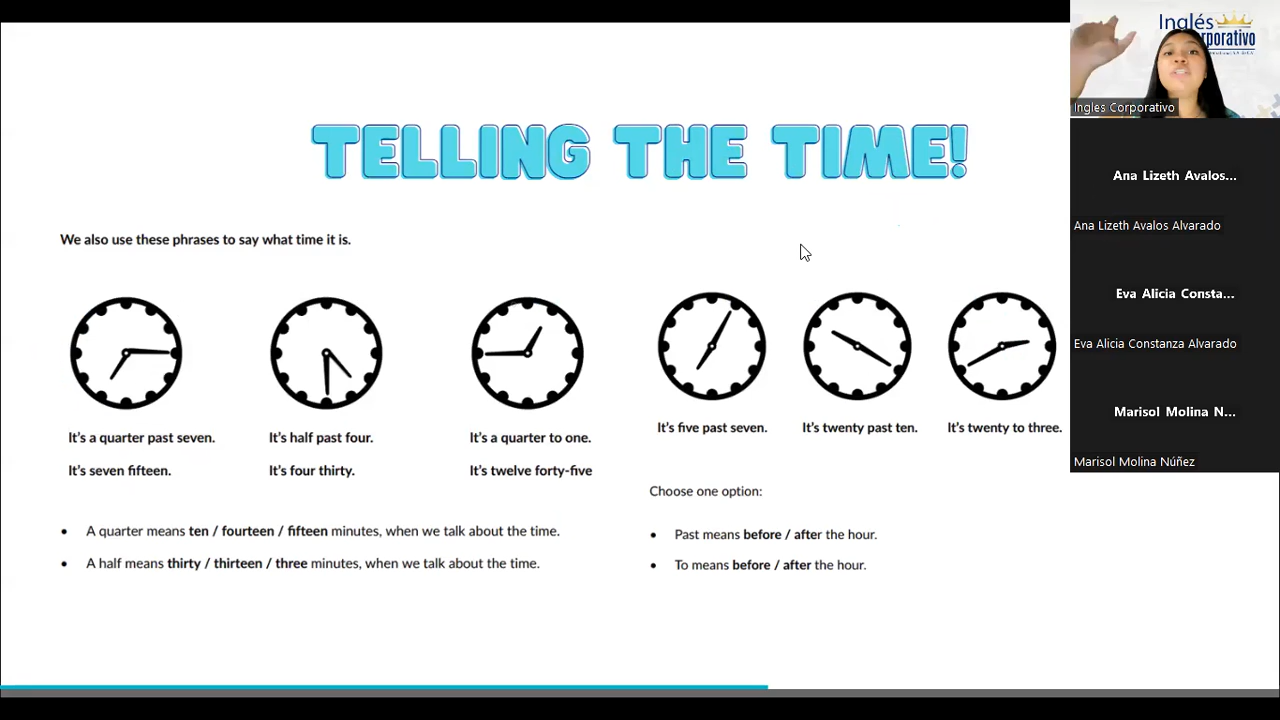 TELLING THE TIME!
We also use these phrases to say what time it is.
It's a quarter past seven.
It's seven fifteen.
It's half past four.
It's four thirty.
It's a quarter to one.
It's twelve forty-five
A quarter means ten / fourteen / fifteen minutes, when we talk about the time.
A half means thirty / thirteen / three minutes, when we talk about the time.
It's five past seven.
It's twenty past ten.
It's twenty to three.
Choose one option:
Past means before / after the hour.
To means before / after the hour.
Inglés
Ingles Corporativo
Ana Lizeth Avalos...
Ana Lizeth Avalos Alvarado
Eva Alicia Consta...
Eva Alicia Constanza Alvarado
Marisol Molina N...
Marisol Molina Núñez